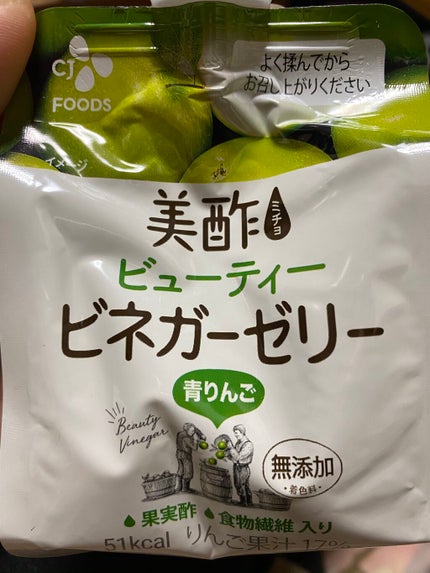 CJ
FOODS
よく揉んでから
お召し上がりください
イメージ
美酢
ミチョ
ビューティー
ビネガーゼリー
青りんご
Beauty
Vinegar
無添加
・着色料・
果実酢 食物繊維 入り
51kcal りんご果汁 17%